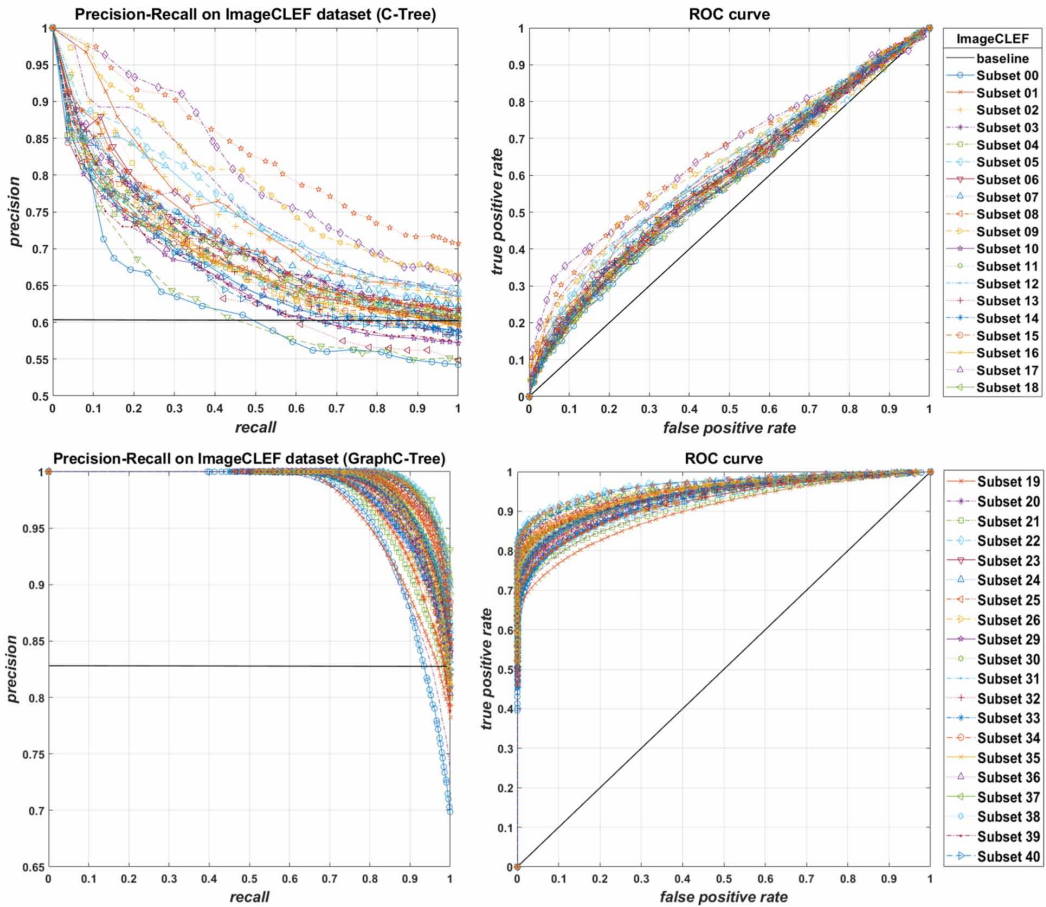 Precision-Recall on ImageCLEF dataset (C-Tree)
1
0.95
0.9
0.85
0.8
0.75
0.7
0.65
0.6
0.55
0.5
precision
0 0.1 0.2 0.3 0.4 0.5 0.6 0.7 0.8 0.9 1
recall
ROC curve
1
0.9
0.8
0.7
0.6
0.5
0.4
0.3
0.2
0.1
0
true positive rate
0 0.1 0.2 0.3 0.4 0.5 0.6 0.7 0.8 0.9 1
false positive rate
ImageCLEF
baseline
Subset 00
Subset 01
Subset 02
Subset 03
Subset 04
Subset 05
Subset 06
Subset 07
Subset 08
Subset 09
Subset 10
Subset 11
Subset 12
Subset 13
Subset 14
Subset 15
Subset 16
Subset 17
Subset 18
Precision-Recall on ImageCLEF dataset (GraphC-Tree)
1
0.95
0.9
0.85
0.8
0.75
0.7
0.65
precision
0 0.1 0.2 0.3 0.4 0.5 0.6 0.7 0.8 0.9 1
recall
ROC curve
1
0.9
0.8
0.7
0.6
0.5
0.4
0.3
0.2
0.1
0
true positive rate
0 0.1 0.2 0.3 0.4 0.5 0.6 0.7 0.8 0.9 1
false positive rate
Subset 19
Subset 20
Subset 21
Subset 22
Subset 23
Subset 24
Subset 25
Subset 26
Subset 29
Subset 30
Subset 31
Subset 32
Subset 33
Subset 34
Subset 35
Subset 36
Subset 37
Subset 38
Subset 39
Subset 40